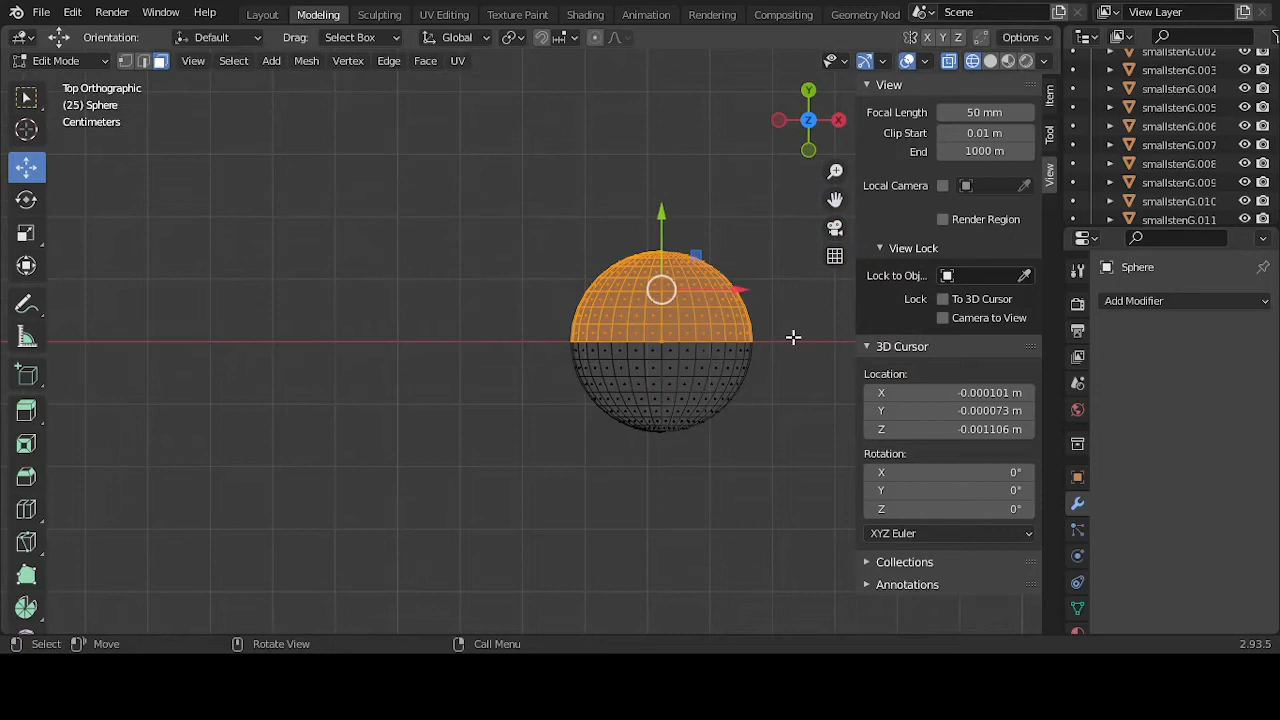 File Edit Render Window Help Layout Modeling Sculpting UV Editing Texture Paint Shading Animation Rendering Compositing Geometry Nod Scene View Layer
Orientation: Default Drag: Select Box Global X Y Z Options
Edit Mode View Select Add Mesh Vertex Edge Face UV
Top Orthographic
(25) Sphere
Centimeters
Y
Z
X
View
Focal Length 50 mm
Clip Start 0.01 m
End 1000 m
Local Camera
Render Region
View Lock
Lock to Obj...
Lock To 3D Cursor
Camera to View
3D Cursor
Location:
X -0.000101 m
Y -0.000073 m
Z -0.001106 m
Rotation:
X 0°
Y 0°
Z 0°
XYZ Euler
Collections
Annotations
Item
Tool
View
smallstenG.002
smallstenG.003
smallstenG.004
smallstenG.005
smallstenG.006
smallstenG.007
smallstenG.008
smallstenG.009
smallstenG.010
smallstenG.011
Sphere
Add Modifier
Select Move Rotate View Call Menu 2.93.5